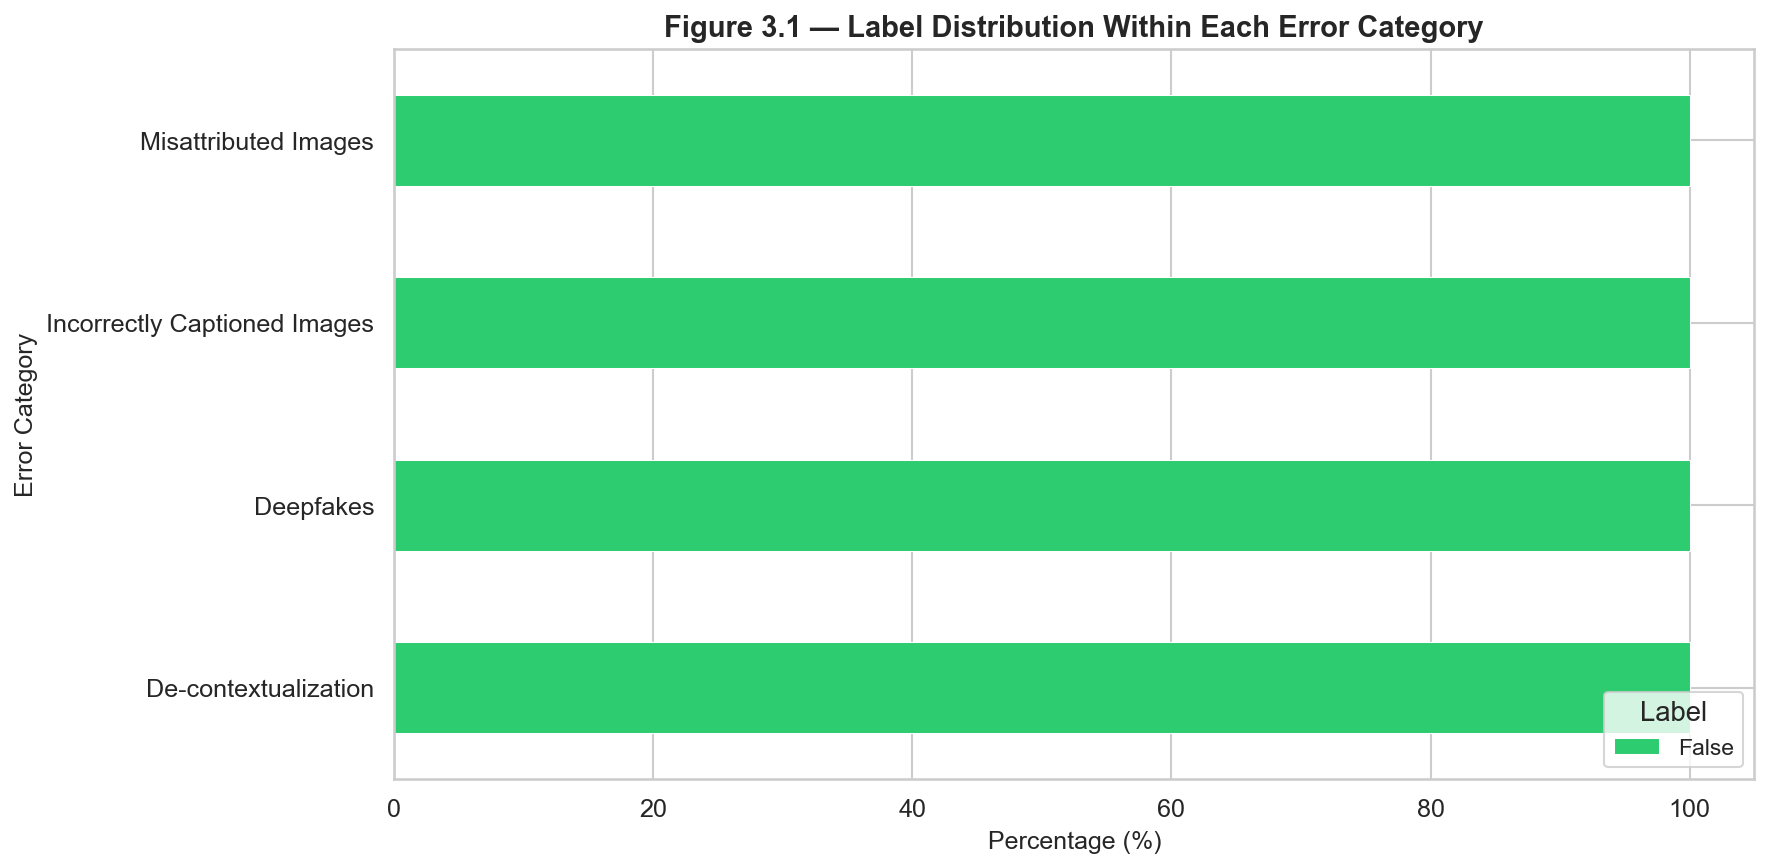 Figure 3.1 — Label Distribution Within Each Error Category
Error Category
Misattributed Images
Incorrectly Captioned Images
Deepfakes
De-contextualization
Label
False
0 20 40 60 80 100
Percentage (%)